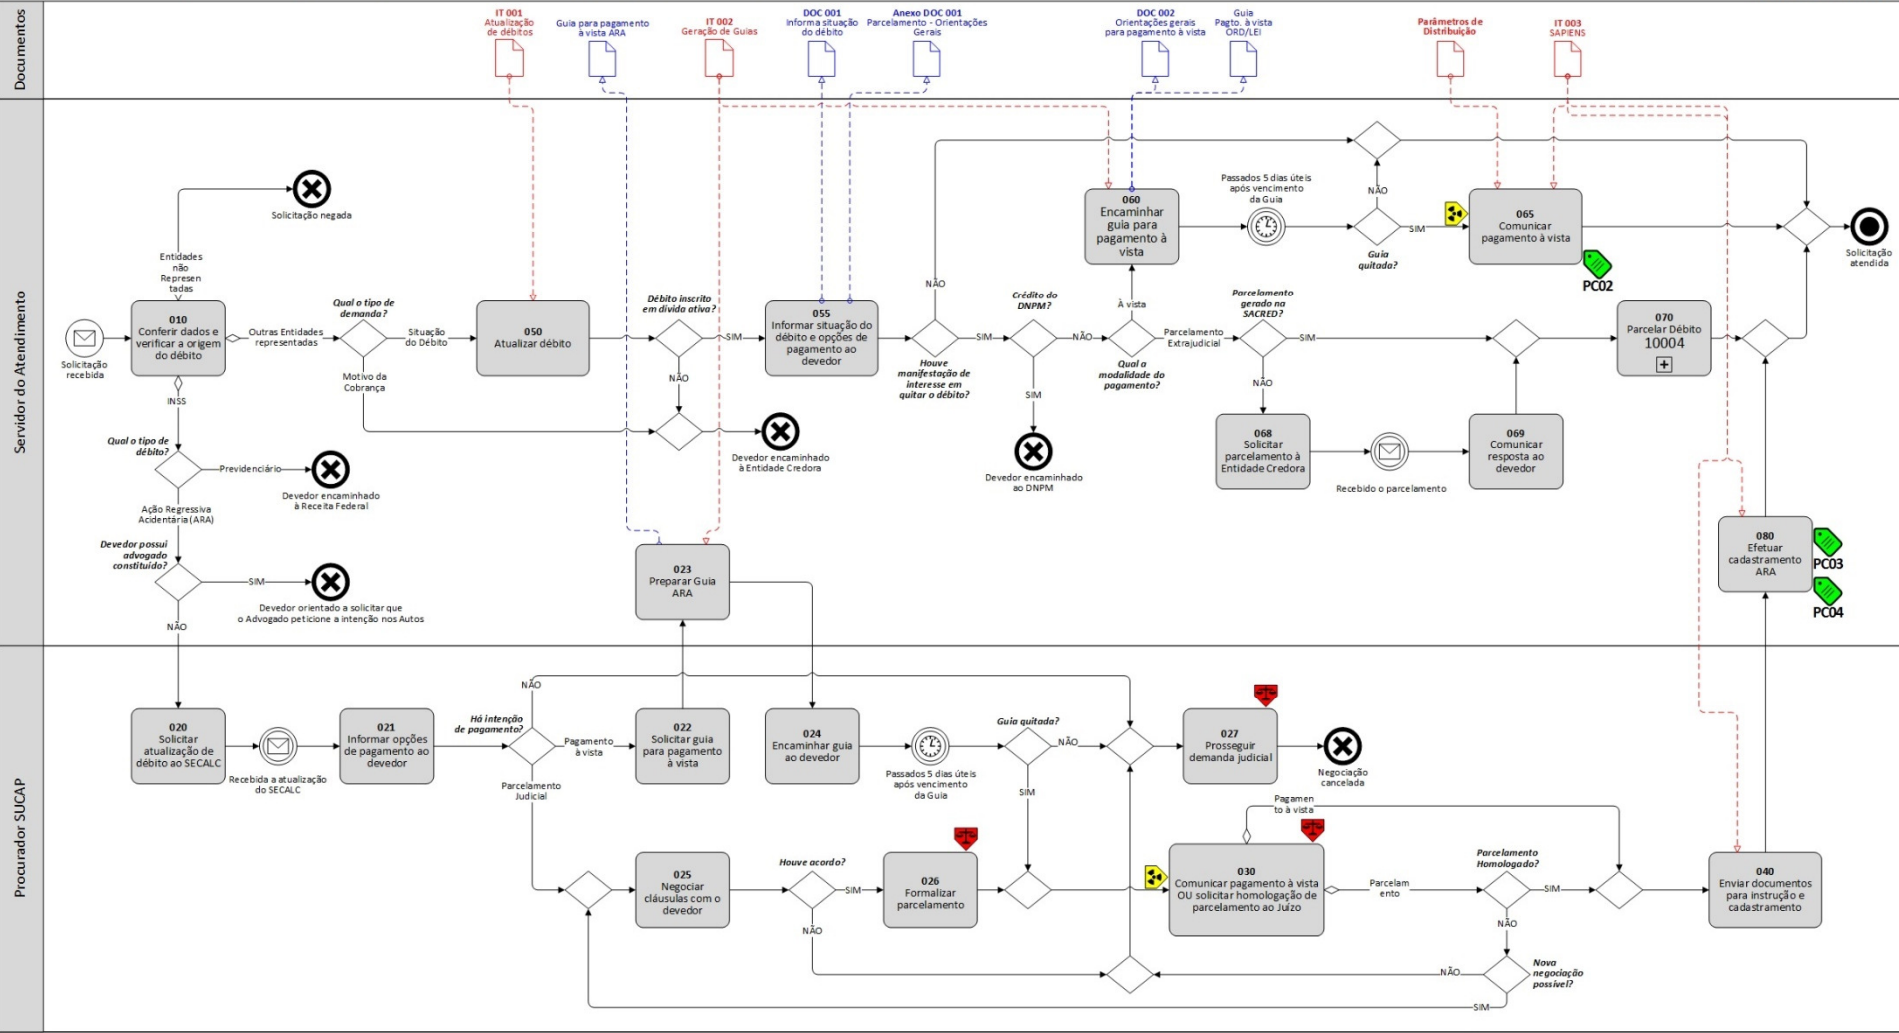 Documentos
IT 001
Atualização
de débitos
Guia para pagamento
à vista ARA
IT 002
Geração de Guias
DOC 001
Informa situação
do débito
Anexo DOC 001
Parcelamento - Orientações
Gerais
DOC 002
Orientações gerais
para pagamento à vista
Guia
Pagto. à vista
ORD/LEI
Parâmetros de
Distribuição
IT 003
SAPIENS
Servidor do Atendimento
Solicitação
recebida
010
Conferir dados e
verificar a origem
do débito
Entidades
não
Represen
tadas
Solicitação negada
Outras Entidades
representadas
Qual o tipo de
demanda?
Situação
do Débito
Motivo da
Cobrança
050
Atualizar débito
Débito inscrito
em divida ativa?
SIM
NÃO
Devedor encaminhado
à Entidade Credora
055
Informar situação do
débito e opções de
pagamento ao
devedor
NÃO
Houve
manifestação de
interesse em
quitar o débito?
SIM
Crédito do
DNPM?
NÃO
SIM
Devedor encaminhado
ao DNPM
À vista
Qual a
modalidade do
pagamento?
060
Encaminhar
guia para
pagamento à
vista
Passados 5 dias úteis
após vencimento
da Guia
NÃO
Guia
quitada?
SIM
065
Comunicar
pagamento à vista
PC02
Solicitação
atendida
Parcelamento
Extrajudicial
Parcelamento
gerado na
SACRED?
SIM
NÃO
068
Solicitar
parcelamento à
Entidade Credora
Recebido o parcelamento
069
Comunicar
resposta ao
devedor
070
Parcelar Débito
10004
INSS
Qual o tipo de
débito?
Previdenciário
Devedor encaminhado
à Receita Federal
Ação Regressiva
Acidentária (ARA)
Devedor possui
advogado
constituído?
SIM
Devedor orientado a solicitar que
o Advogado peticione a intenção nos Autos
NÃO
023
Preparar Guia
ARA
080
Efetuar
cadastramento
ARA
PC03
PC04
Procurador SUCAP
020
Solicitar
atualização de
débito ao SECALC
Recebida a atualização
do SECALC
021
Informar opções
de pagamento ao
devedor
Há intenção
de pagamento?
NÃO
Pagamento
à vista
Parcelamento
Judicial
022
Solicitar guia
para pagamento
à vista
024
Encaminhar guia
ao devedor
Passados 5 dias úteis
após vencimento
da Guia
Guia quitada?
NÃO
SIM
027
Prosseguir
demanda judicial
Negociação
cancelada
025
Negociar
cláusulas com o
devedor
Houve acordo?
SIM
NÃO
026
Formalizar
parcelamento
Pagamen
to à vista
030
Comunicar pagamento à vista
OU solicitar homologação de
parcelamento ao Juízo
Parcelam
ento
Parcelamento
Homologado?
SIM
NÃO
040
Enviar documentos
para instrução e
cadastramento
Nova
negociação
possível?
NÃO
SIM